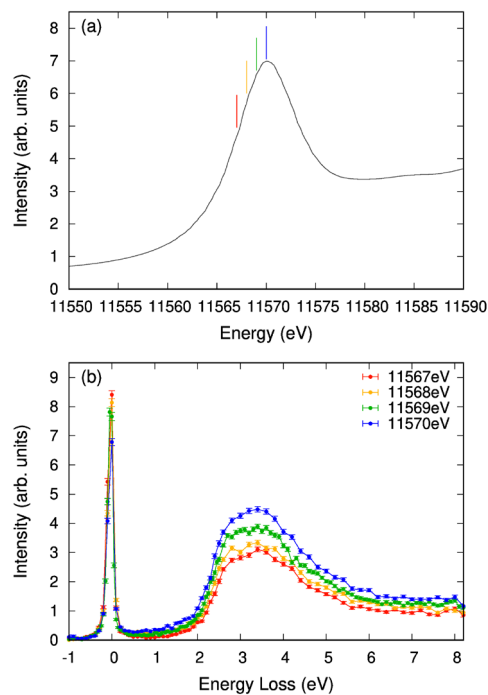 (a)
8
7
6
5
4
3
2
1
0
Intensity (arb. units)
11550 11555 11560 11565 11570 11575 11580 11585 11590
Energy (eV)
(b)
11567eV
11568eV
11569eV
11570eV
9
8
7
6
5
4
3
2
1
0
Intensity (arb. units)
-1 0 1 2 3 4 5 6 7 8
Energy Loss (eV)